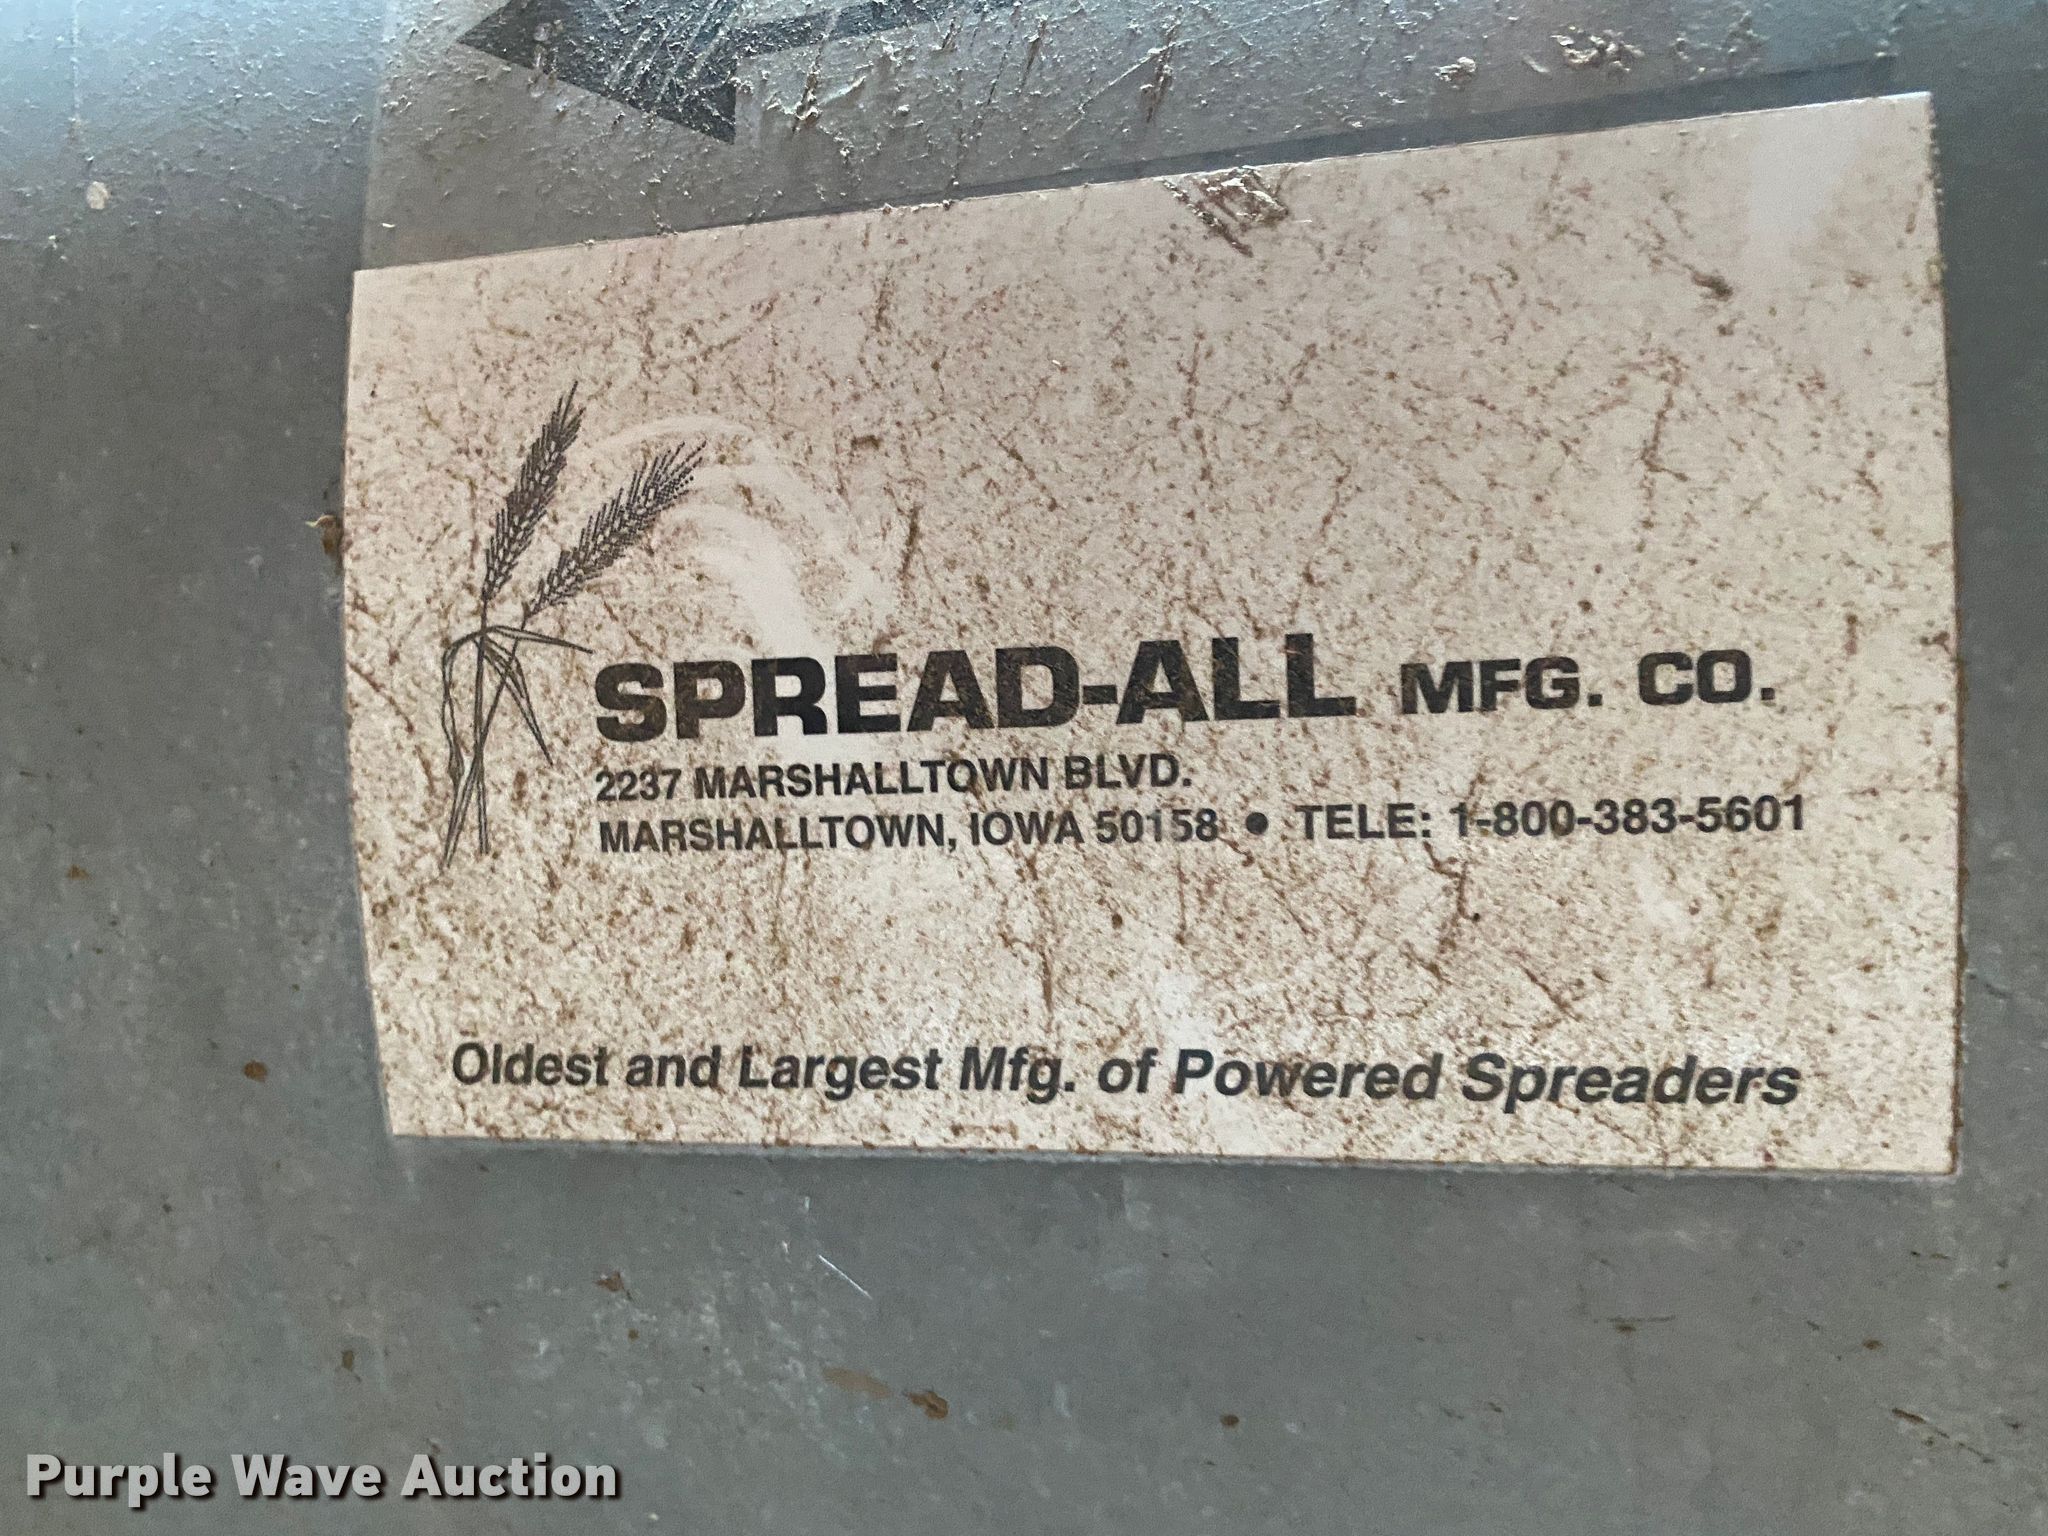 SPREAD-ALL MFG. CO.
2237 MARSHALLTOWN BLVD.
MARSHALLTOWN, IOWA 50158 • TELE: 1-800-383-5601
Oldest and Largest Mfg. of Powered Spreaders
Purple Wave Auction